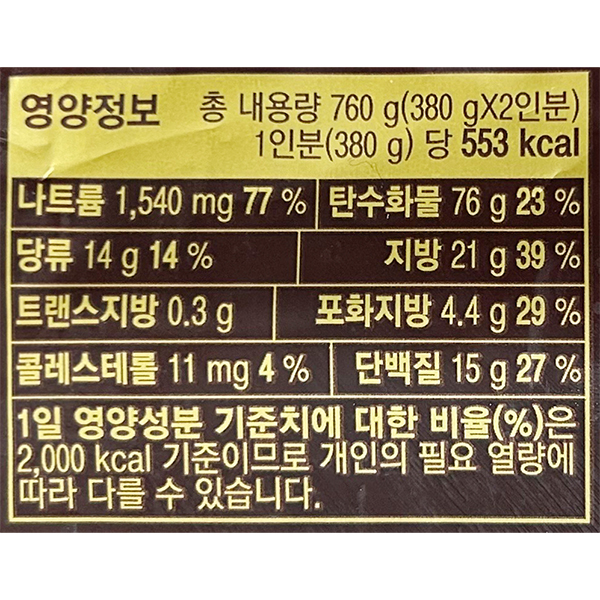 영양정보 총 내용량 760 g(380 gX2인분)
1인분(380 g) 당 553 kcal
나트륨 1,540 mg 77 % 탄수화물 76 g 23 %
당류 14 g 14 % 지방 21 g 39 %
트랜스지방 0.3 g 포화지방 4.4 g 29 %
콜레스테롤 11 mg 4 % 단백질 15 g 27 %
1일 영양성분 기준치에 대한 비율(%)은
2,000 kcal 기준이므로 개인의 필요 열량에
따라 다를 수 있습니다.